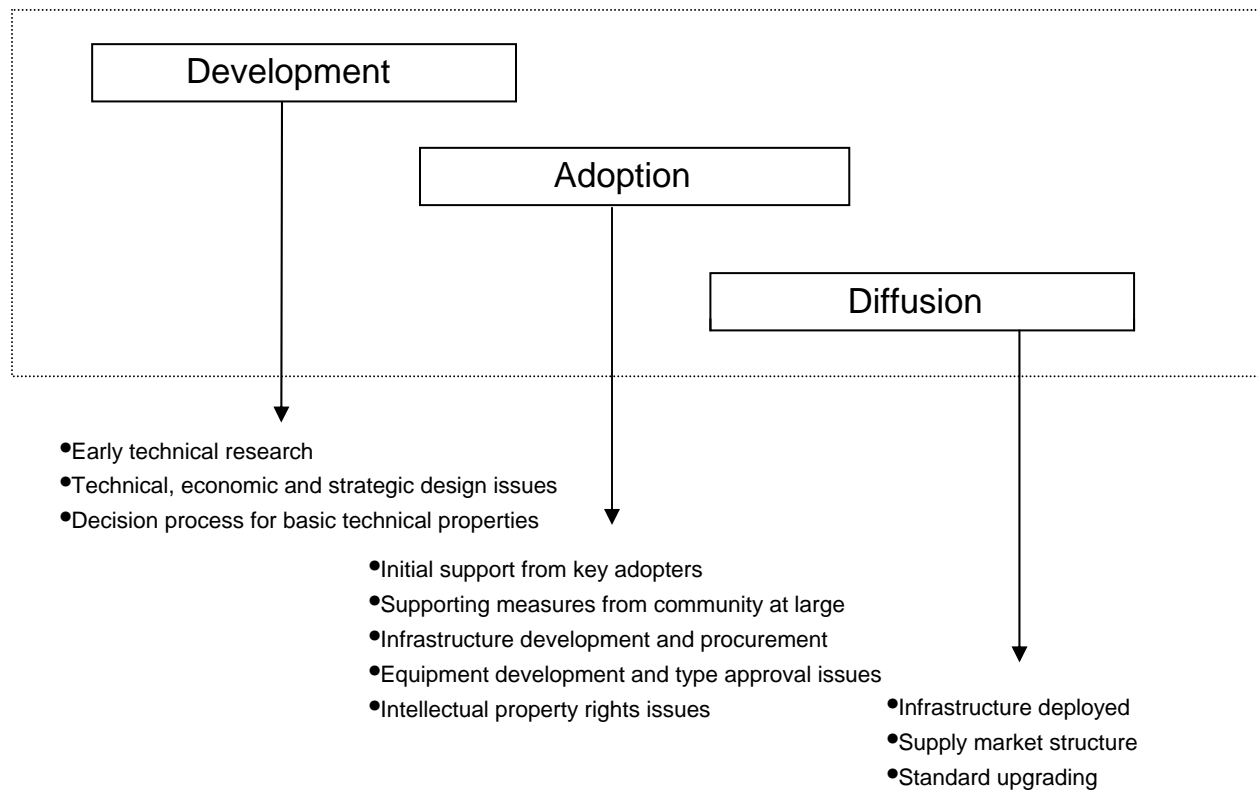 Development
Adoption
Diffusion
•Early technical research
•Technical, economic and strategic design issues
•Decision process for basic technical properties
•Initial support from key adopters
•Supporting measures from community at large
•Infrastructure development and procurement
•Equipment development and type approval issues
•Intellectual property rights issues
•Infrastructure deployed
•Supply market structure
•Standard upgrading